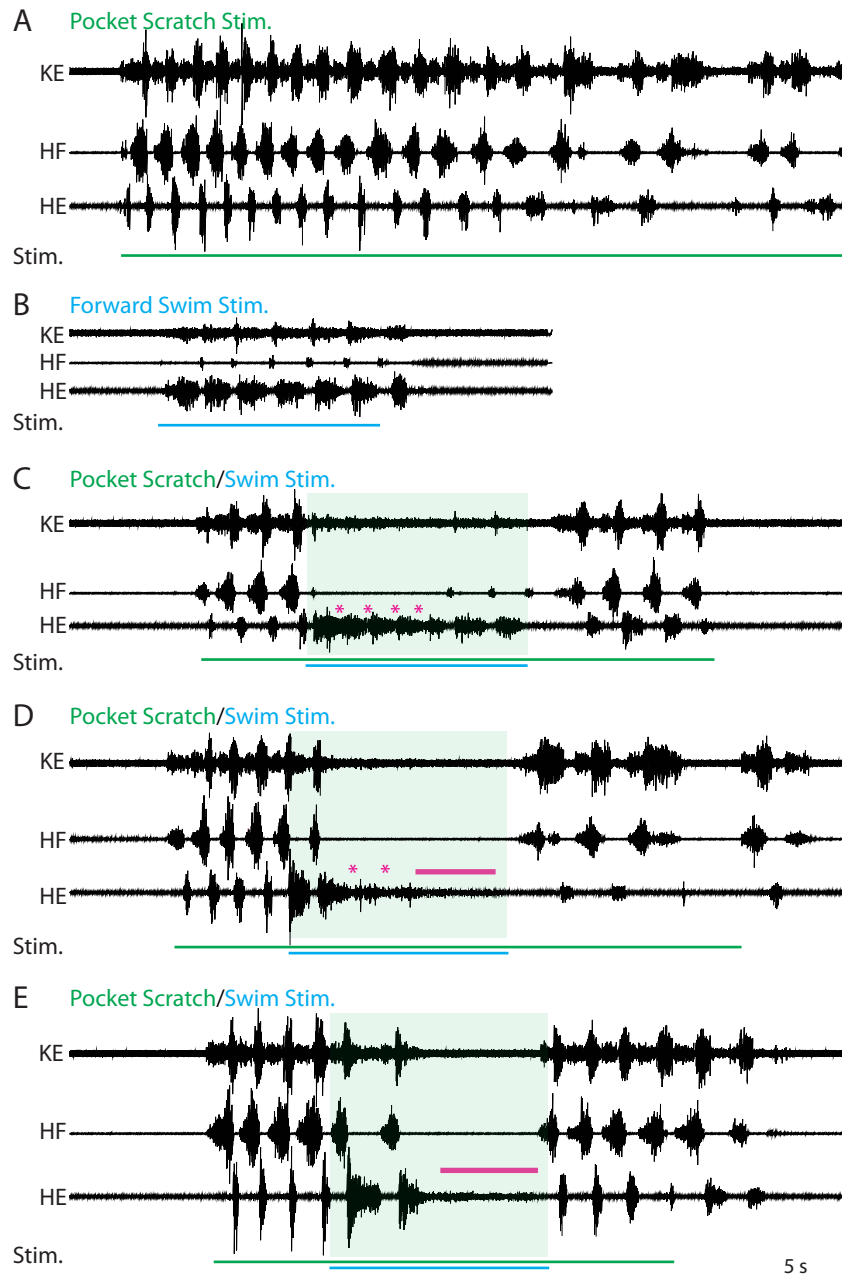 A Pocket Scratch Stim.
KE
HF
HE
Stim.
B Forward Swim Stim.
KE
HF
HE
Stim.
C Pocket Scratch/Swim Stim.
KE
HF
* * * *
HE
Stim.
D Pocket Scratch/Swim Stim.
KE
HF
* *
HE
Stim.
E Pocket Scratch/Swim Stim.
KE
HF
HE
Stim.
5 s